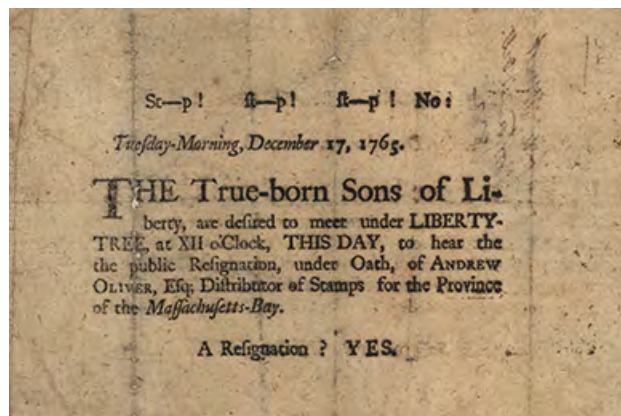 St—p! ſt—p! ſt—p! No:
Tueſday-Morning, December 17, 1765.
THE True-born Sons of Li-
berty, are deſired to meet under LIBERTY-
TREE, at XII o'Clock, THIS DAY, to hear the
the public Reſignation, under Oath, of ANDREW
OLIVER, Eſq; Diſtributor of Stamps for the Province
of the Maſſachuſetts-Bay.
A Reſignation ? YES.